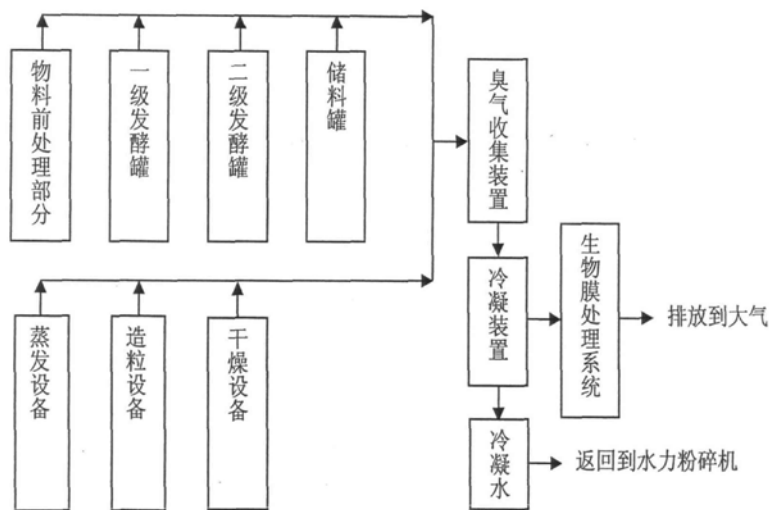 物料前处理部分
一级发酵罐
二级发酵罐
储料罐
臭气收集装置
蒸发设备
造粒设备
干燥设备
冷凝装置
生物膜处理系统
排放到大气
冷凝水
返回到水力粉碎机